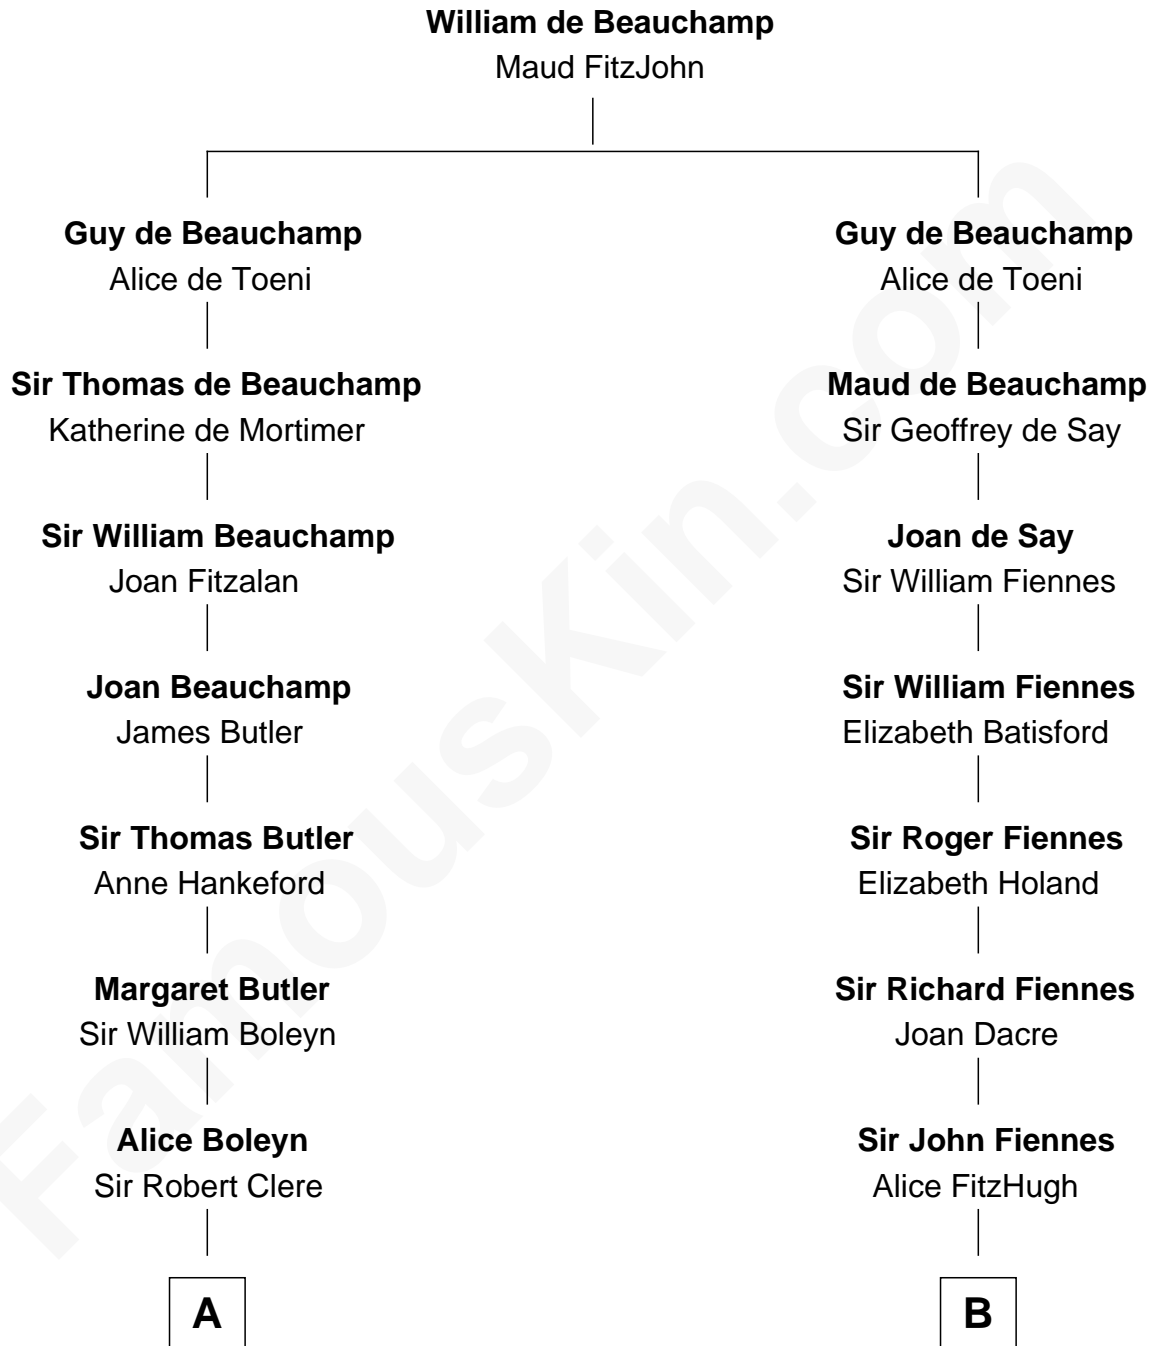 William de Beauchamp
Maud FitzJohn
Guy de Beauchamp
Alice de Toeni
Sir Thomas de Beauchamp
Katherine de Mortimer
Sir William Beauchamp
Joan Fitzalan
Joan Beauchamp
James Butler
Sir Thomas Butler
Anne Hankeford
Margaret Butler
Sir William Boleyn
Alice Boleyn
Sir Robert Clere
A
Guy de Beauchamp
Alice de Toeni
Maud de Beauchamp
Sir Geoffrey de Say
Joan de Say
Sir William Fiennes
Sir William Fiennes
Elizabeth Batisford
Sir Roger Fiennes
Elizabeth Holand
Sir Richard Fiennes
Joan Dacre
Sir John Fiennes
Alice FitzHugh
B
FamousKin.com